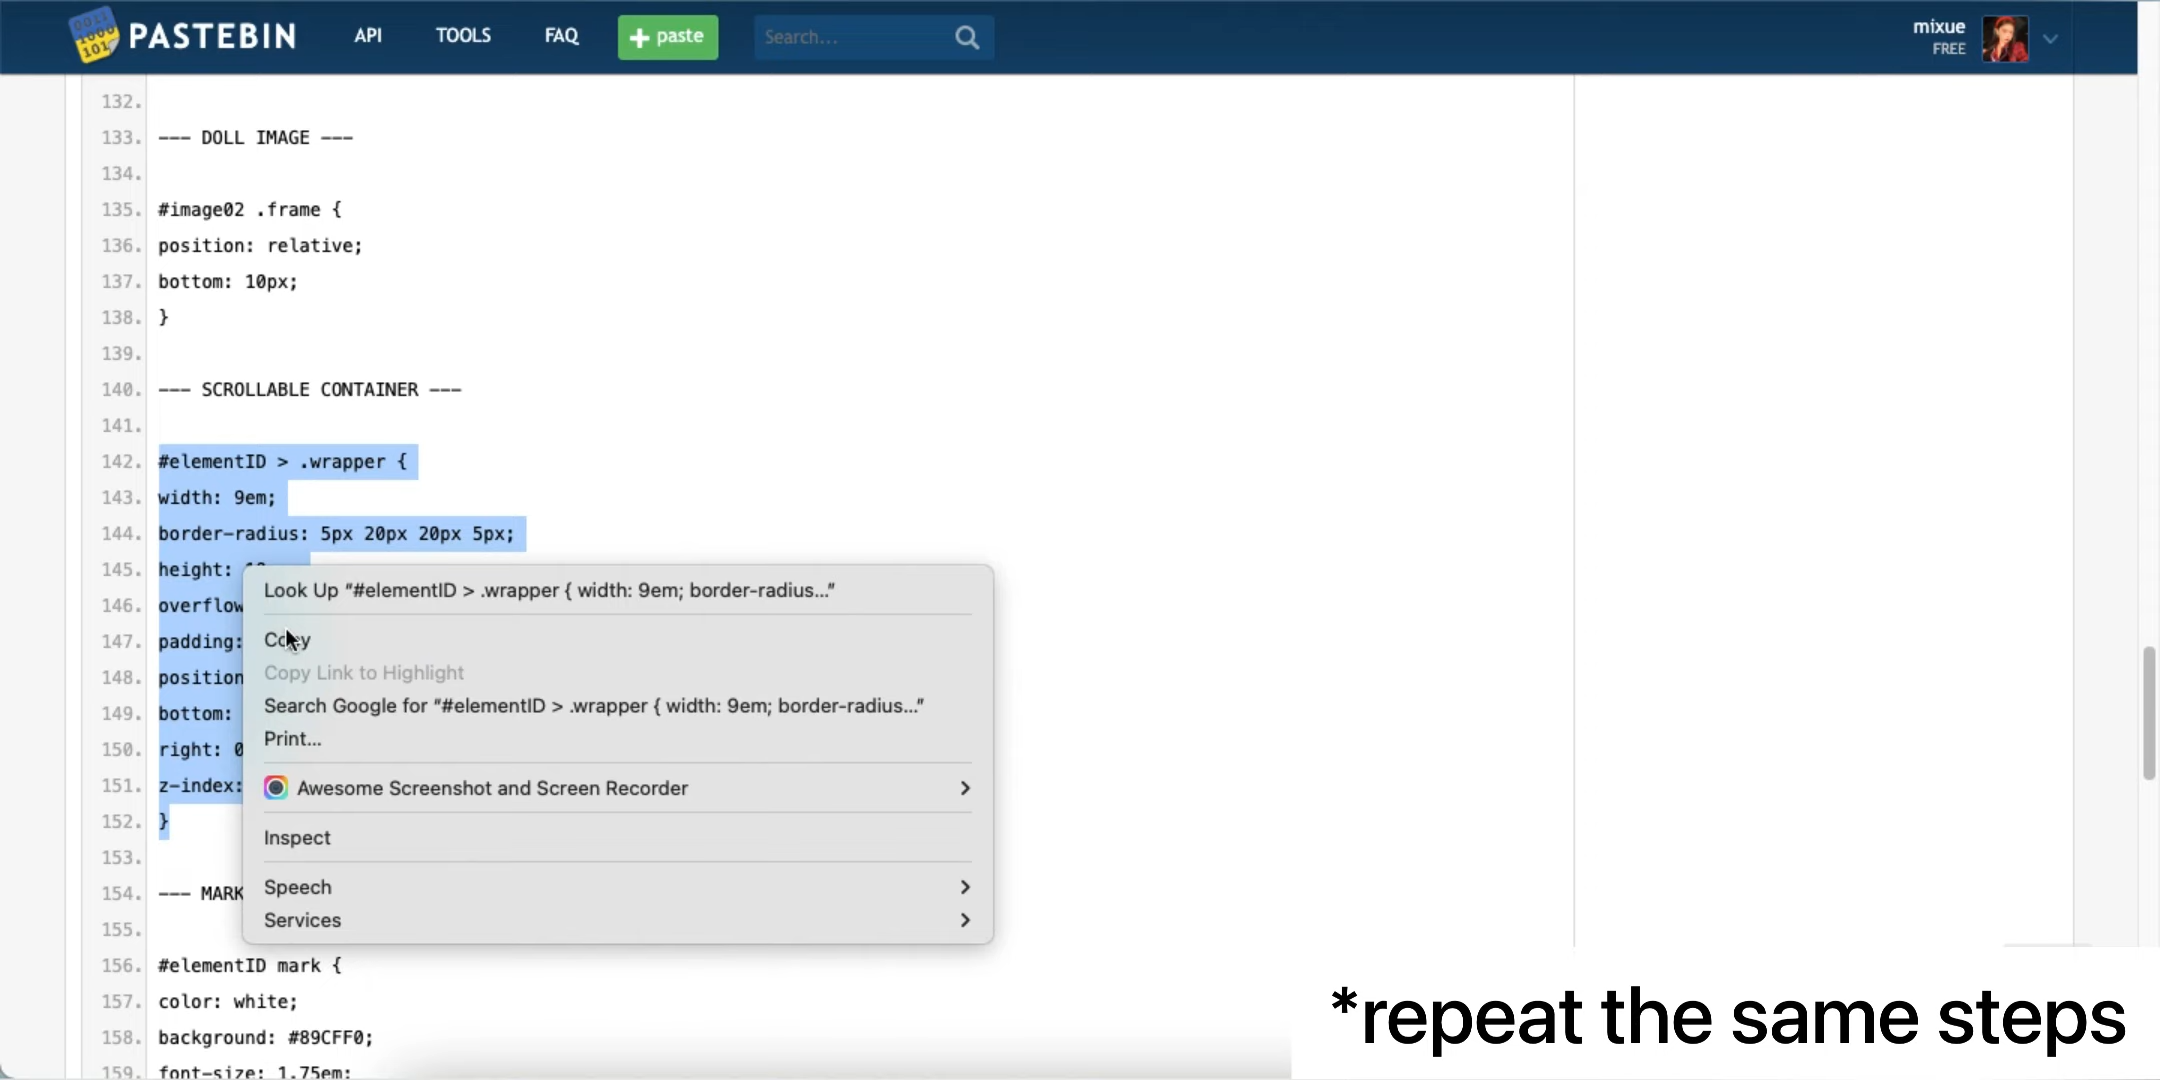 PASTEBIN API TOOLS FAQ + paste Search... mixue
FREE
132.
133. --- DOLL IMAGE ---
134.
135. #image02 .frame {
136. position: relative;
137. bottom: 10px;
138. }
139.
140. --- SCROLLABLE CONTAINER ---
141.
142. #elementID > .wrapper {
143. width: 9em;
144. border-radius: 5px 20px 20px 5px;
145. height:
Look Up “#elementID > .wrapper { width: 9em; border-radius...”
146. overflow
Copy
147. padding:
Copy Link to Highlight
148. position
Search Google for “#elementID > .wrapper { width: 9em; border-radius...”
149. bottom:
Print...
150. right: 0
151. z-index:
Awesome Screenshot and Screen Recorder
152. }
Inspect
153.
154. --- MARK
Speech
Services
155.
156. #elementID mark {
157. color: white;
158. background: #89CFF0;
159. font-size: 1.75em;
*repeat the same steps